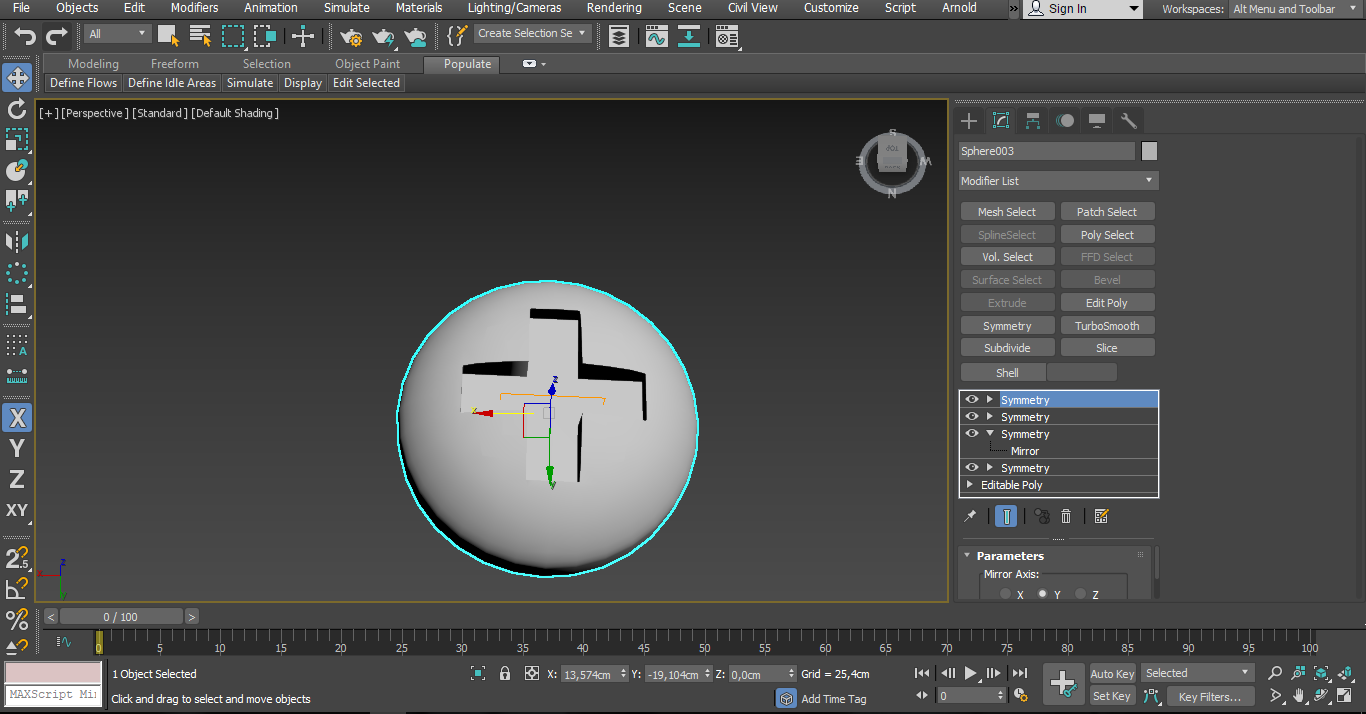 File Objects Edit Modifiers Animation Simulate Materials Lighting/Cameras Rendering Scene Civil View Customize Script Arnold » Sign In Workspaces: Alt Menu and Toolbar
All Create Selection Se
Modeling Freeform Selection Object Paint Populate
Define Flows Define Idle Areas Simulate Display Edit Selected
[+] [Perspective ] [Standard ] [Default Shading ]
S
E TOP W
N
Sphere003
Modifier List
Mesh Select Patch Select
SplineSelect Poly Select
Vol. Select FFD Select
Surface Select Bevel
Extrude Edit Poly
Symmetry TurboSmooth
Subdivide Slice
Shell
Symmetry
Symmetry
Symmetry
Mirror
Symmetry
Editable Poly
Parameters
Mirror Axis:
X Y Z
z
x
y
A
X
Y
Z
XY
2.5
%
z
x
y
< 0 / 100 >
0 5 10 15 20 25 30 35 40 45 50 55 60 65 70 75 80 85 90 95 100
1 Object Selected X: 13,574cm Y: -19,104cm Z: 0,0cm Grid = 25,4cm Auto Key Selected
MAXScript Mi Click and drag to select and move objects Add Time Tag 0 Set Key Key Filters...